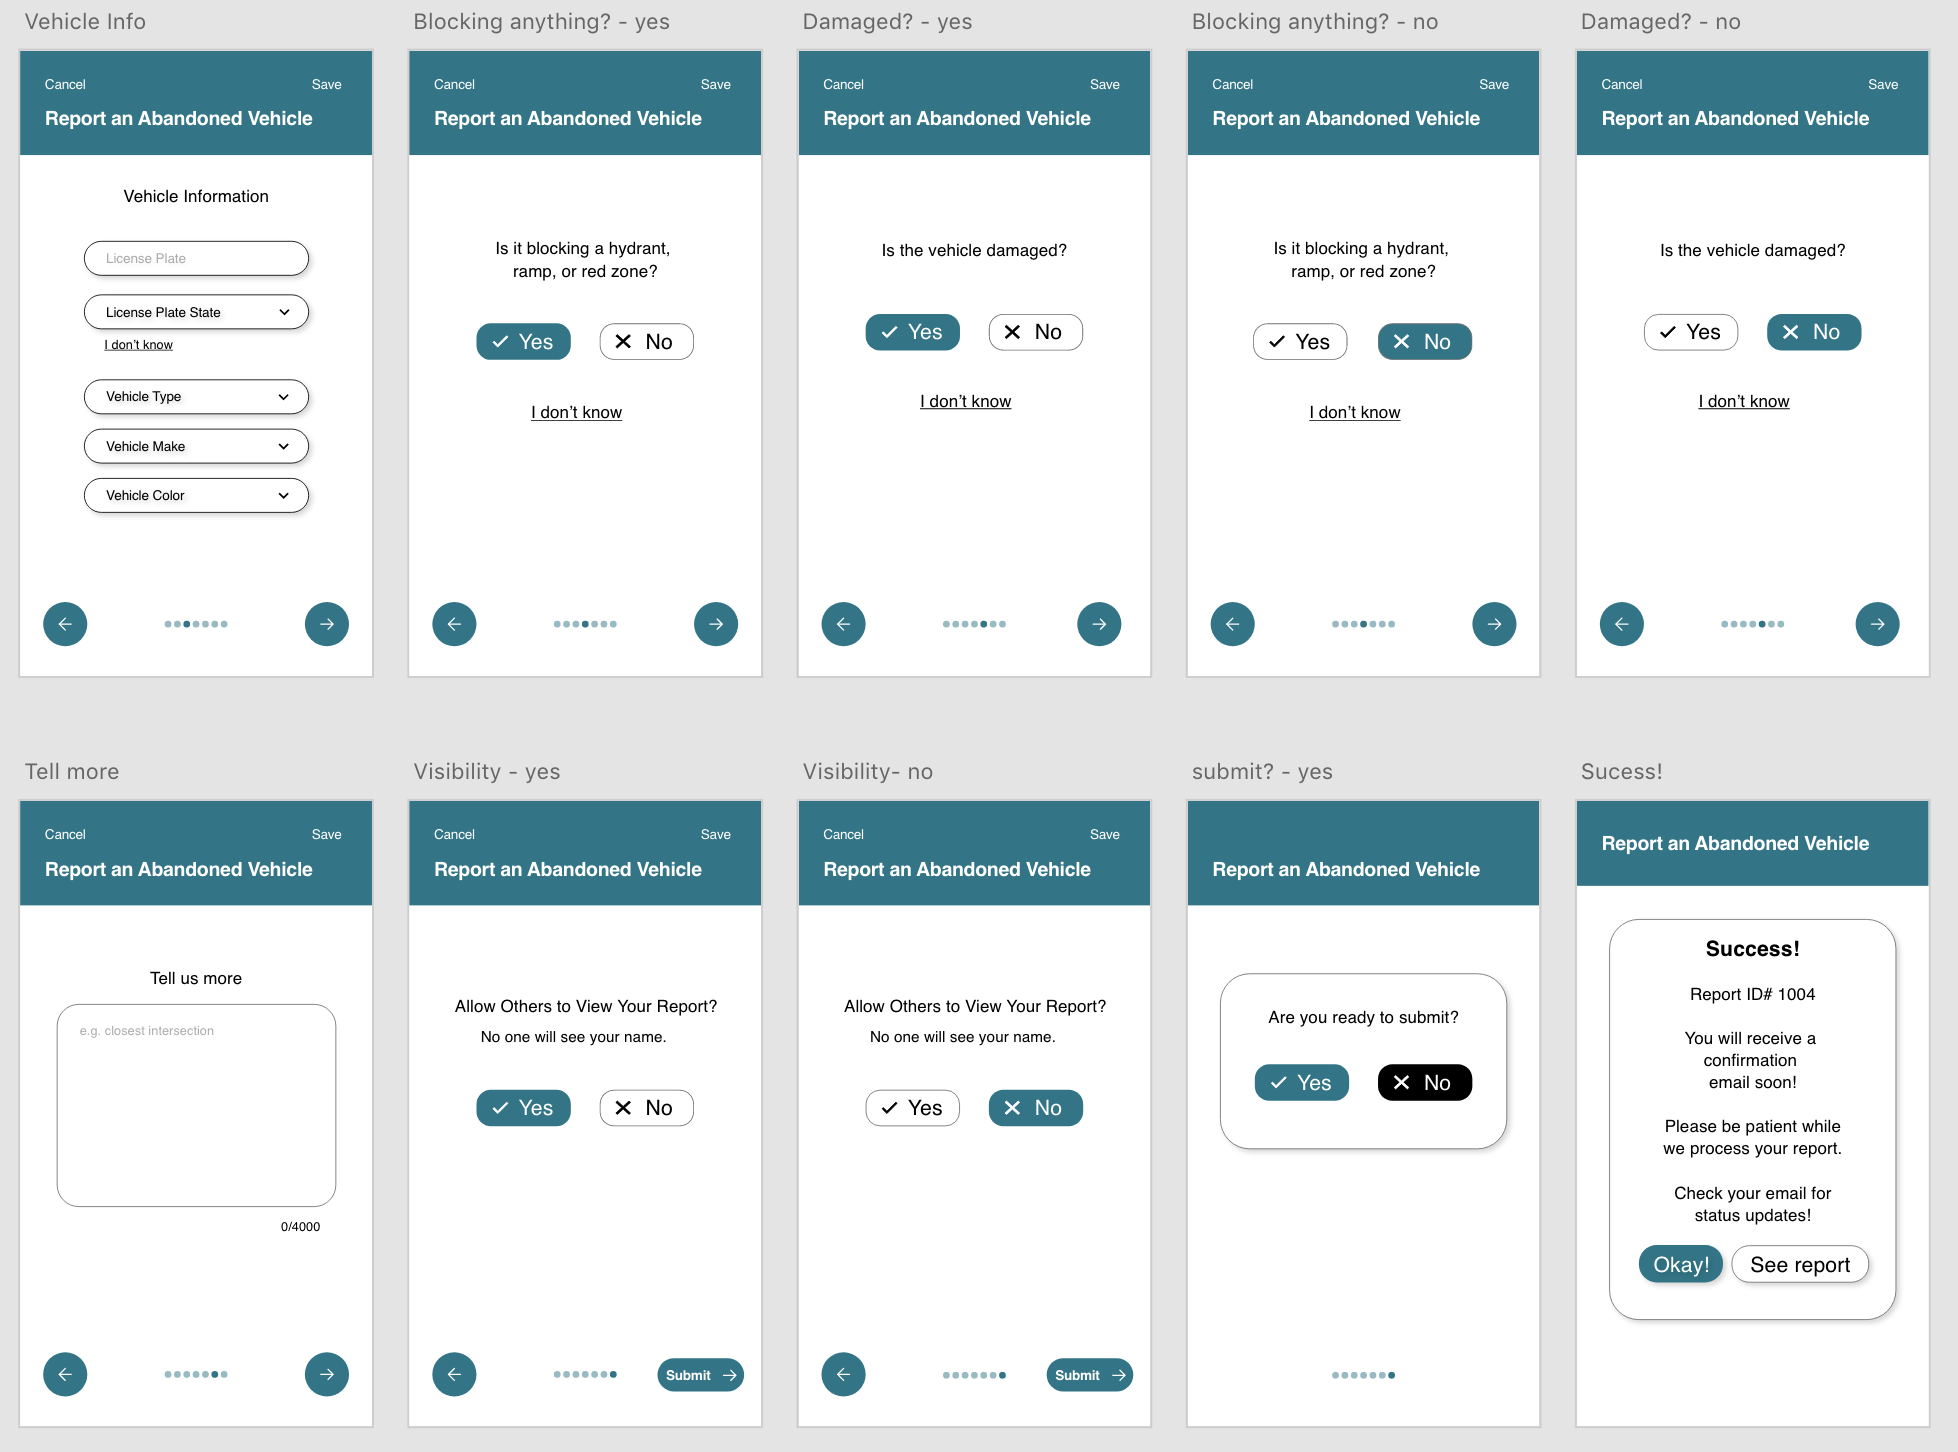 Vehicle Info
Cancel Save
Report an Abandoned Vehicle
Vehicle Information
License Plate
License Plate State
I don't know
Vehicle Type
Vehicle Make
Vehicle Color
Blocking anything? - yes
Cancel Save
Report an Abandoned Vehicle
Is it blocking a hydrant,
ramp, or red zone?
Yes No
I don't know
Damaged? - yes
Cancel Save
Report an Abandoned Vehicle
Is the vehicle damaged?
Yes No
I don't know
Blocking anything? - no
Cancel Save
Report an Abandoned Vehicle
Is it blocking a hydrant,
ramp, or red zone?
Yes No
I don't know
Damaged? - no
Cancel Save
Report an Abandoned Vehicle
Is the vehicle damaged?
Yes No
I don't know
Tell more
Cancel Save
Report an Abandoned Vehicle
Tell us more
e.g. closest intersection
0/4000
Visibility - yes
Cancel Save
Report an Abandoned Vehicle
Allow Others to View Your Report?
No one will see your name.
Yes No
Submit
Visibility- no
Cancel Save
Report an Abandoned Vehicle
Allow Others to View Your Report?
No one will see your name.
Yes No
Submit
submit? - yes
Report an Abandoned Vehicle
Are you ready to submit?
Yes No
Sucess!
Report an Abandoned Vehicle
Success!
Report ID# 1004
You will receive a
confirmation
email soon!
Please be patient while
we process your report.
Check your email for
status updates!
Okay! See report